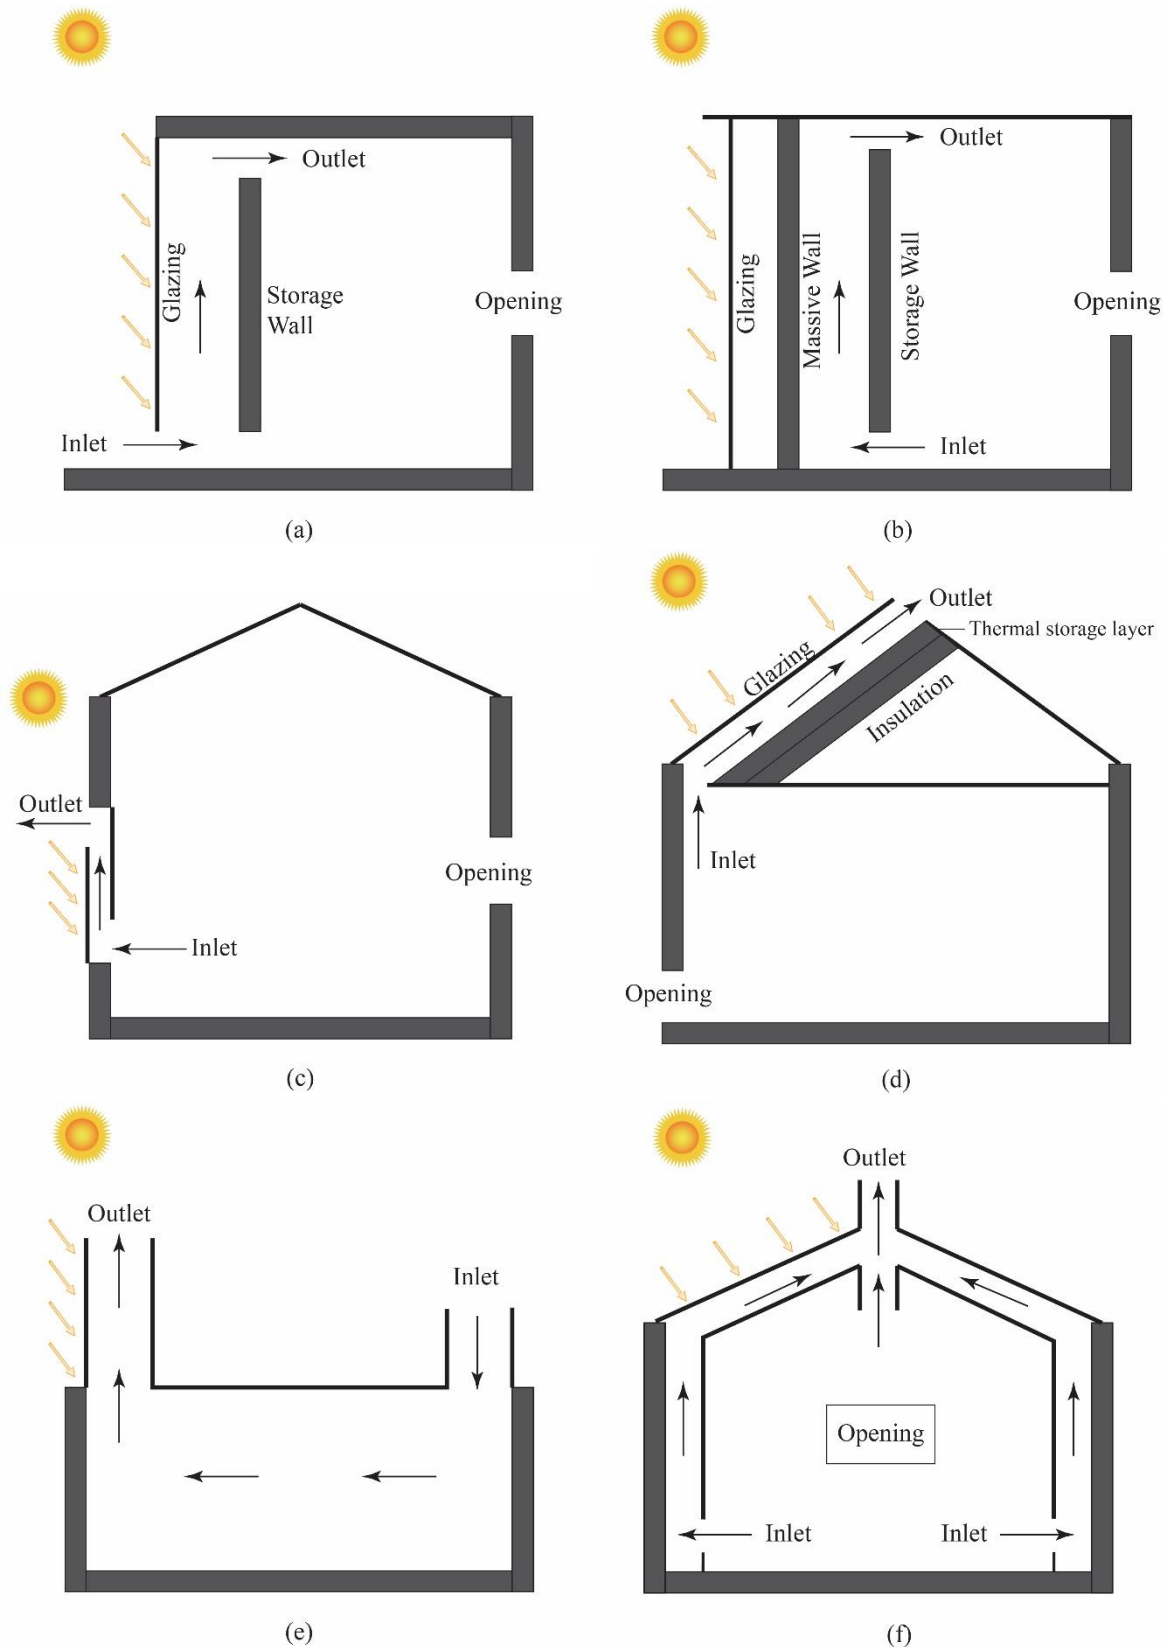 Outlet
Glazing
Storage
Wall
Opening
Inlet
(a)
Outlet
Glazing
Massive Wall
Storage Wall
Opening
Inlet
(b)
Outlet
Opening
Inlet
(c)
Outlet
Thermal storage layer
Glazing
Insulation
Inlet
Opening
(d)
Outlet
Inlet
(e)
Outlet
Opening
Inlet
Inlet
(f)